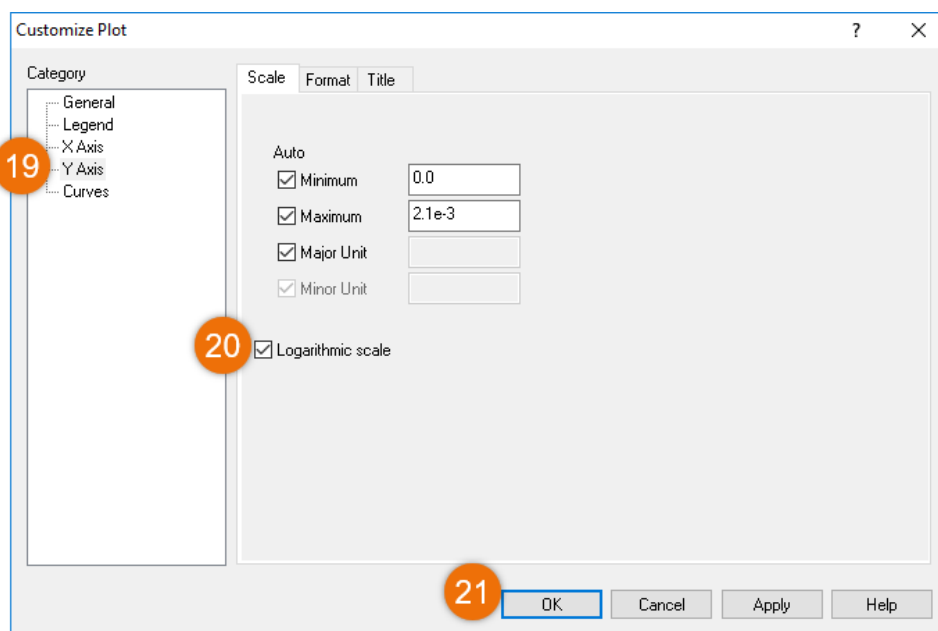 Customize Plot
?
Category
General
Legend
X Axis
Y Axis
Curves
19
Scale
Format
Title
Auto
Minimum
0.0
Maximum
2.1e-3
Major Unit
Minor Unit
20
Logarithmic scale
21
OK
Cancel
Apply
Help